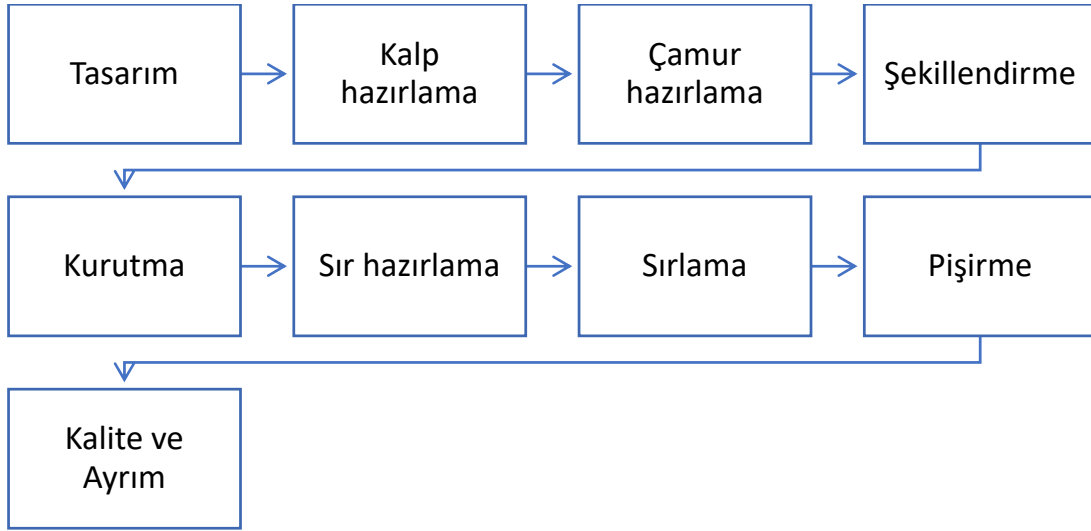 Tasarım
Kalp
hazırlama
Çamur
hazırlama
Şekillendirme
Kurutma
Sır hazırlama
Sırlama
Pişirme
Kalite ve
Ayrım